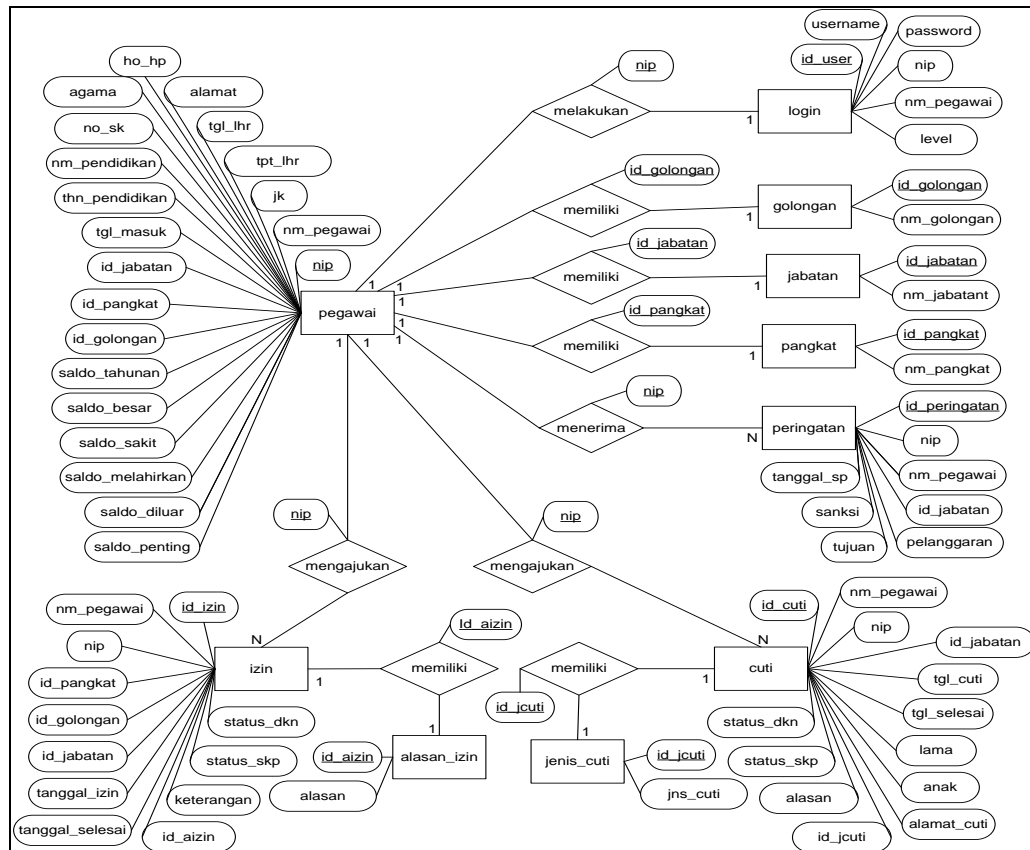 ho_hp
agama
alamat
no_sk
tgl_lhr
nm_pendidikan
tpt_lhr
thn_pendidikan
jk
tgl_masuk
nm_pegawai
id_jabatan
nip
id_pangkat
id_golongan
saldo_tahunan
saldo_besar
saldo_sakit
saldo_melahirkan
saldo_diluar
saldo_penting
pegawai
1
1
1
1
1
1
1
nip
melakukan
1
login
username
password
id_user
nip
nm_pegawai
level
id_golongan
memiliki
1
golongan
id_golongan
nm_golongan
id_jabatan
memiliki
1
jabatan
id_jabatan
nm_jabatant
id_pangkat
memiliki
1
pangkat
id_pangkat
nm_pangkat
nip
menerima
N
peringatan
id_peringatan
nip
nm_pegawai
id_jabatan
pelanggaran
tanggal_sp
sanksi
tujuan
nip
mengajukan
N
nip
mengajukan
N
izin
1
nm_pegawai
id_izin
nip
id_pangkat
id_golongan
id_jabatan
tanggal_izin
tanggal_selesai
status_dkn
status_skp
keterangan
id_aizin
Id_aizin
memiliki
1
alasan_izin
id_aizin
alasan
memiliki
id_jcuti
1
jenis_cuti
id_jcuti
jns_cuti
1
cuti
id_cuti
nm_pegawai
nip
id_jabatan
tgl_cuti
tgl_selesai
lama
anak
alamat_cuti
status_dkn
status_skp
alasan
id_jcuti